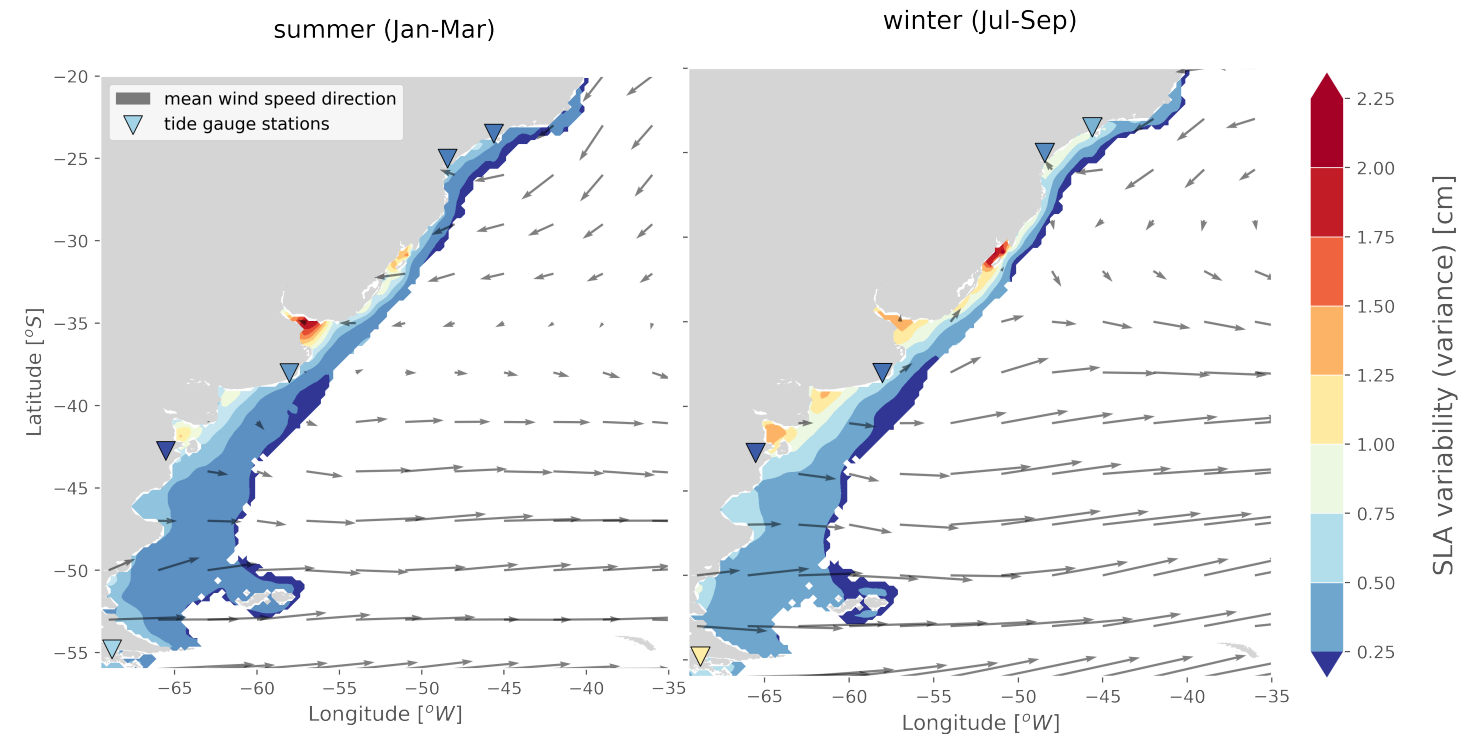 summer (Jan-Mar)
winter (Jul-Sep)
mean wind speed direction
tide gauge stations
−20
−25
−30
−35
−40
−45
−50
−55
Latitude [°S]
−65 −60 −55 −50 −45 −40 −35
Longitude [°W]
−65 −60 −55 −50 −45 −40 −35
Longitude [°W]
2.25
2.00
1.75
1.50
1.25
1.00
0.75
0.50
0.25
SLA variability (variance) [cm]